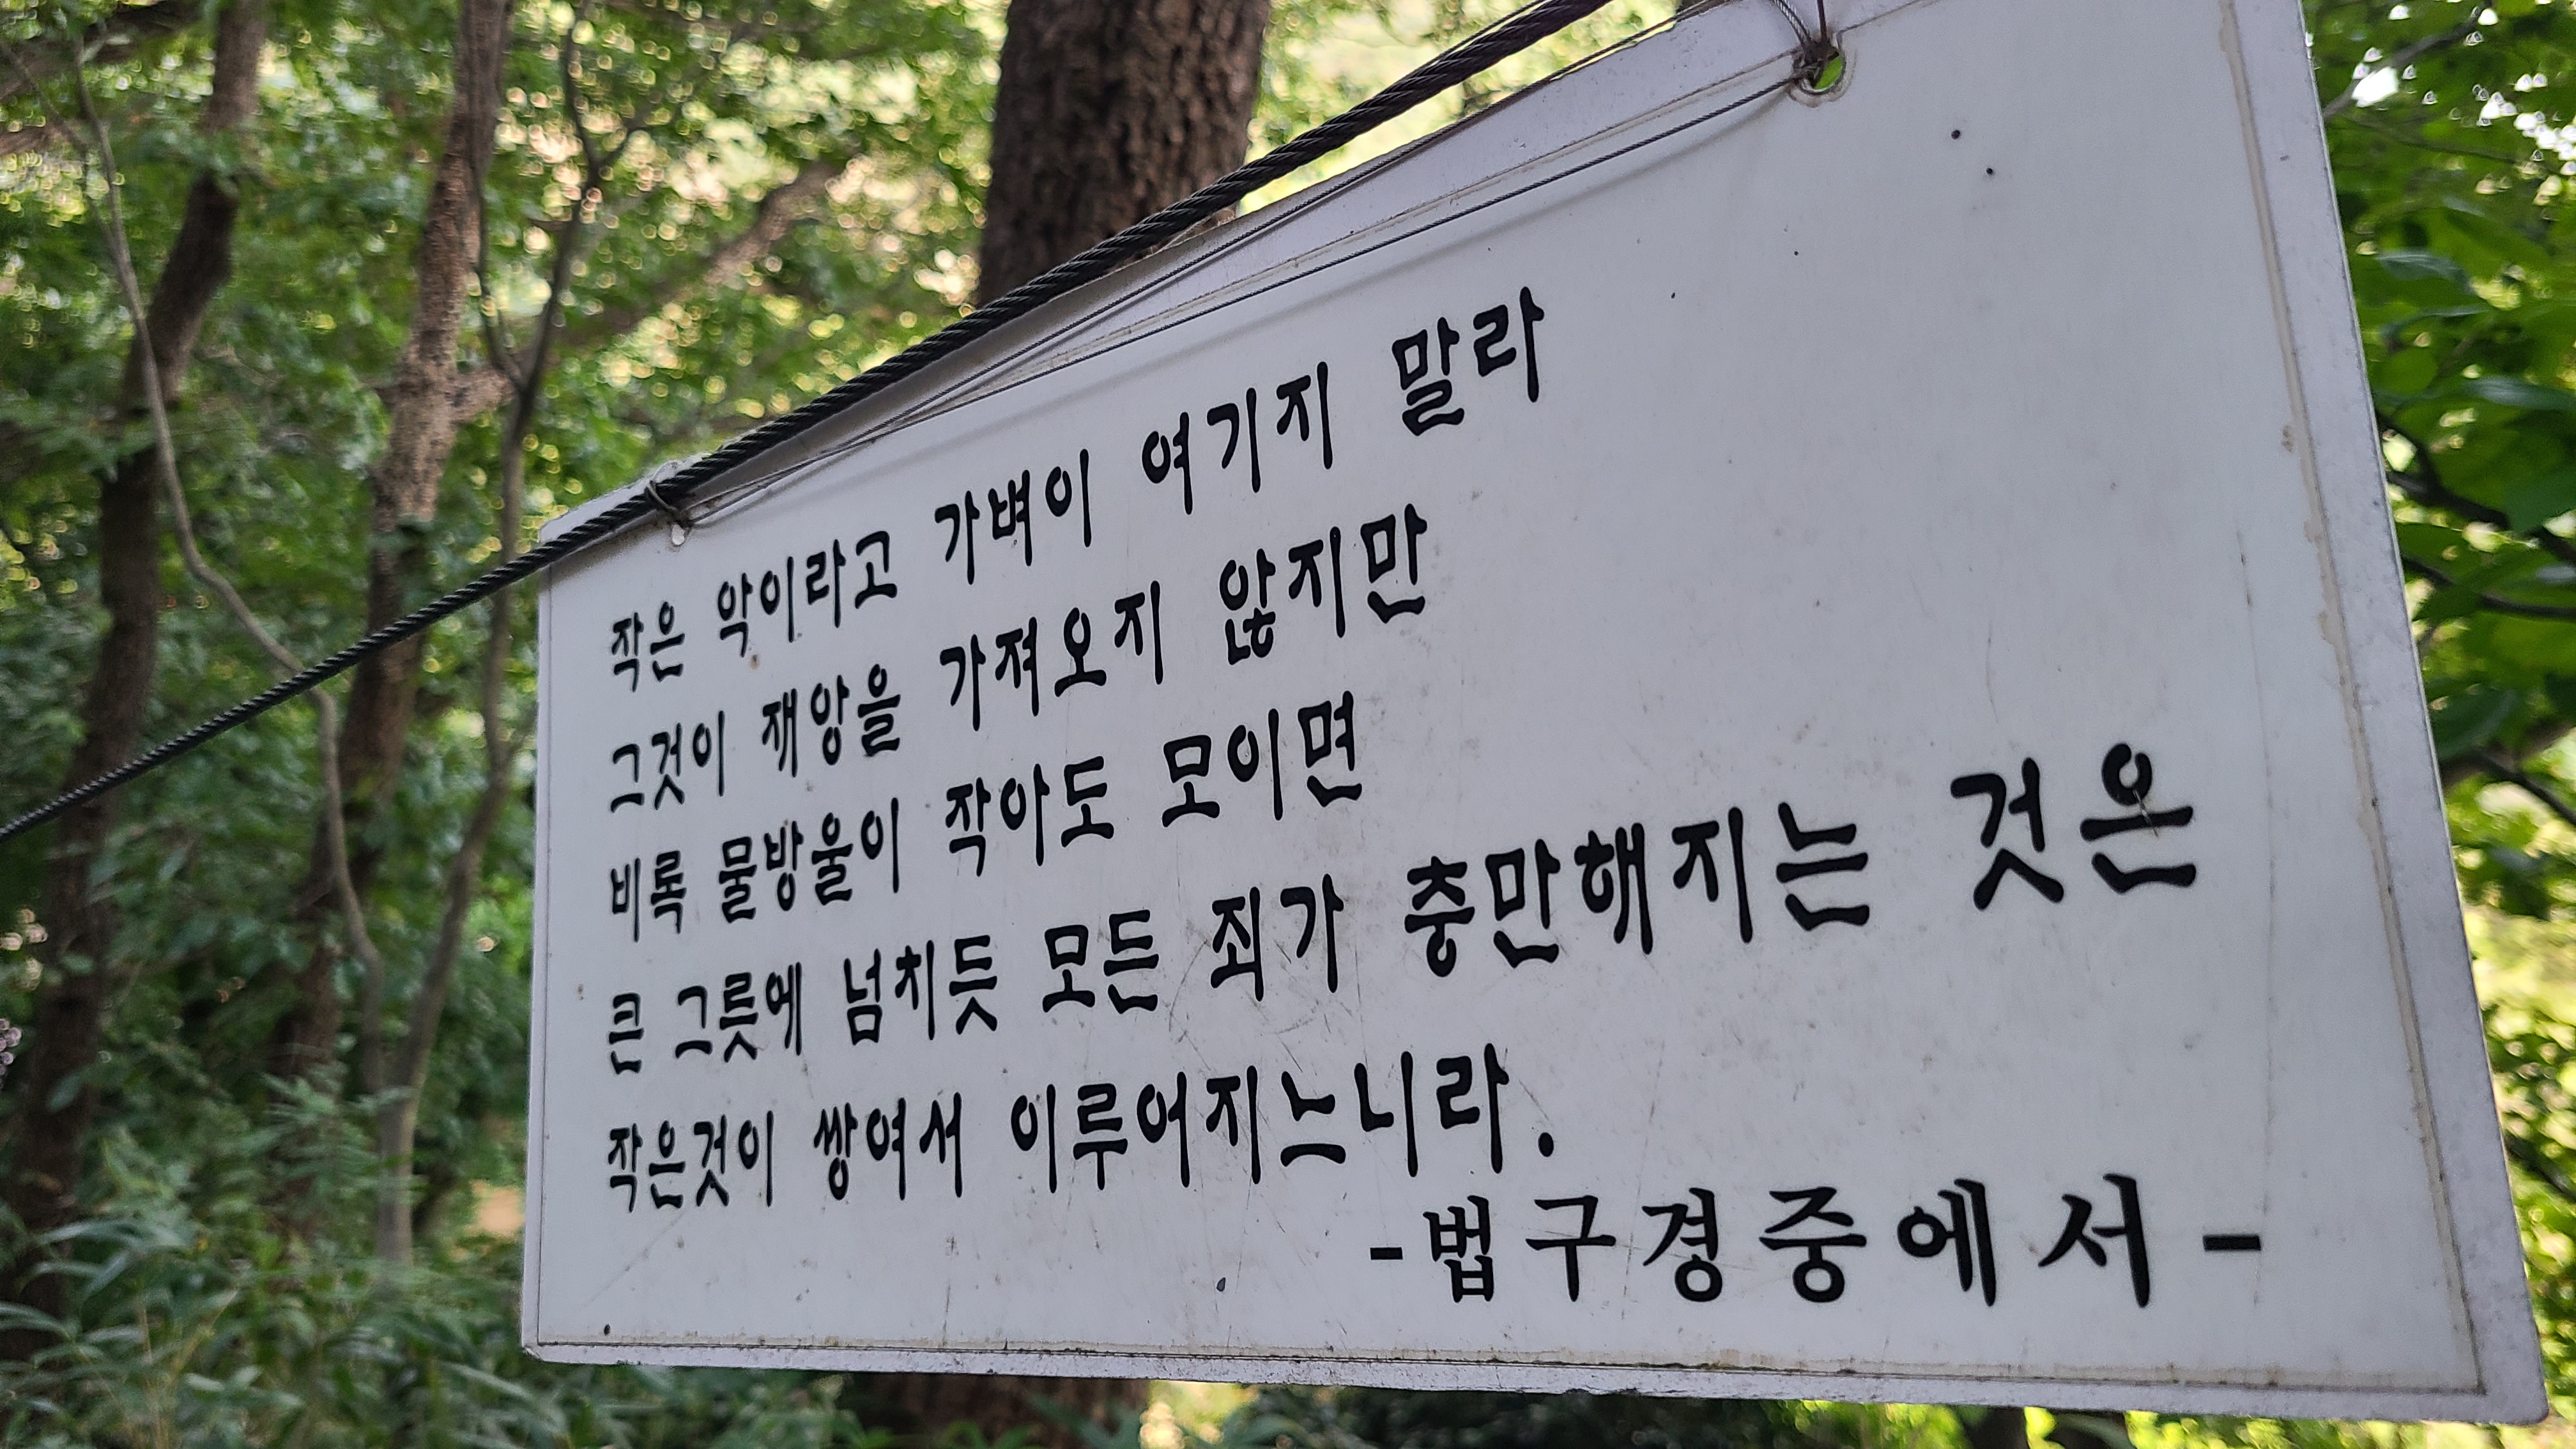 작은 악이라고 가벼이 여기지 말라
그것이 재앙을 가져오지 않지만
비록 물방울이 작아도 모이면
큰 그릇에 넘치듯 모든 죄가 충만해지는 것은
작은것이 쌓여서 이루어지느니라.
-법구경중에서-